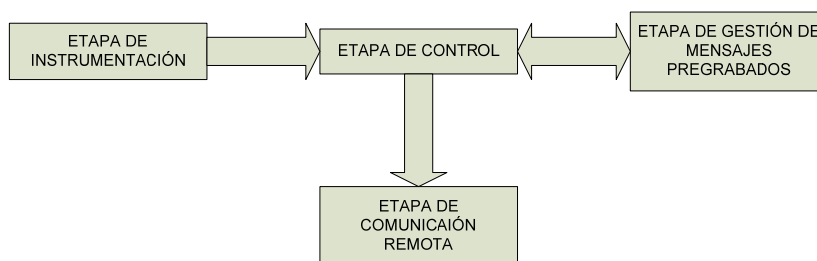 ETAPA DE
INSTRUMENTACIÓN
ETAPA DE CONTROL
ETAPA DE GESTIÓN DE
MENSAJES
PREGRABADOS
ETAPA DE
COMUNICAIÓN
REMOTA